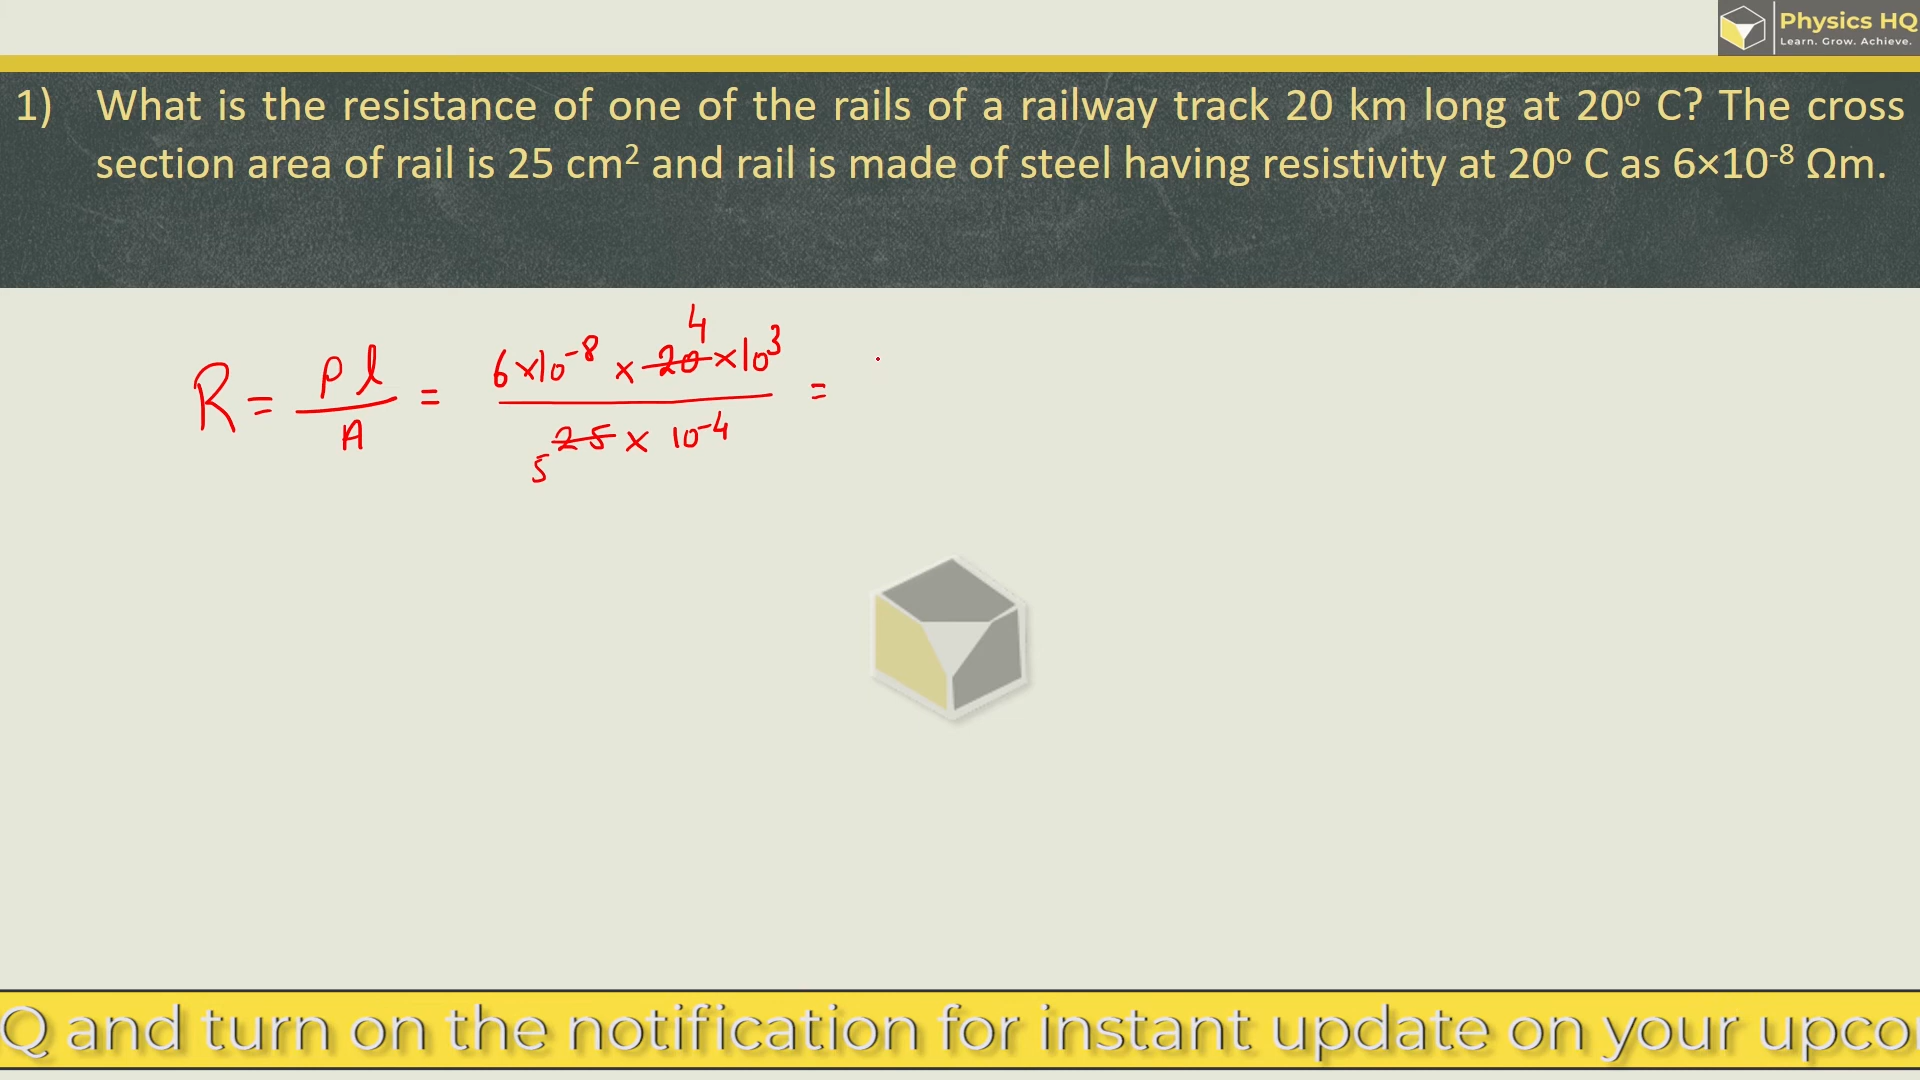 Physics HQ
Learn. Grow. Achieve.
1) What is the resistance of one of the rails of a railway track 20 km long at 20° C? The cross
section area of rail is 25 cm² and rail is made of steel having resistivity at 20° C as 6×10⁻⁸ Ωm.
R = ρl/A = 6×10⁻⁸ × 20 4 ×10³ / 25 5 × 10⁻⁴ =
Q and turn on the notification for instant update on your upco